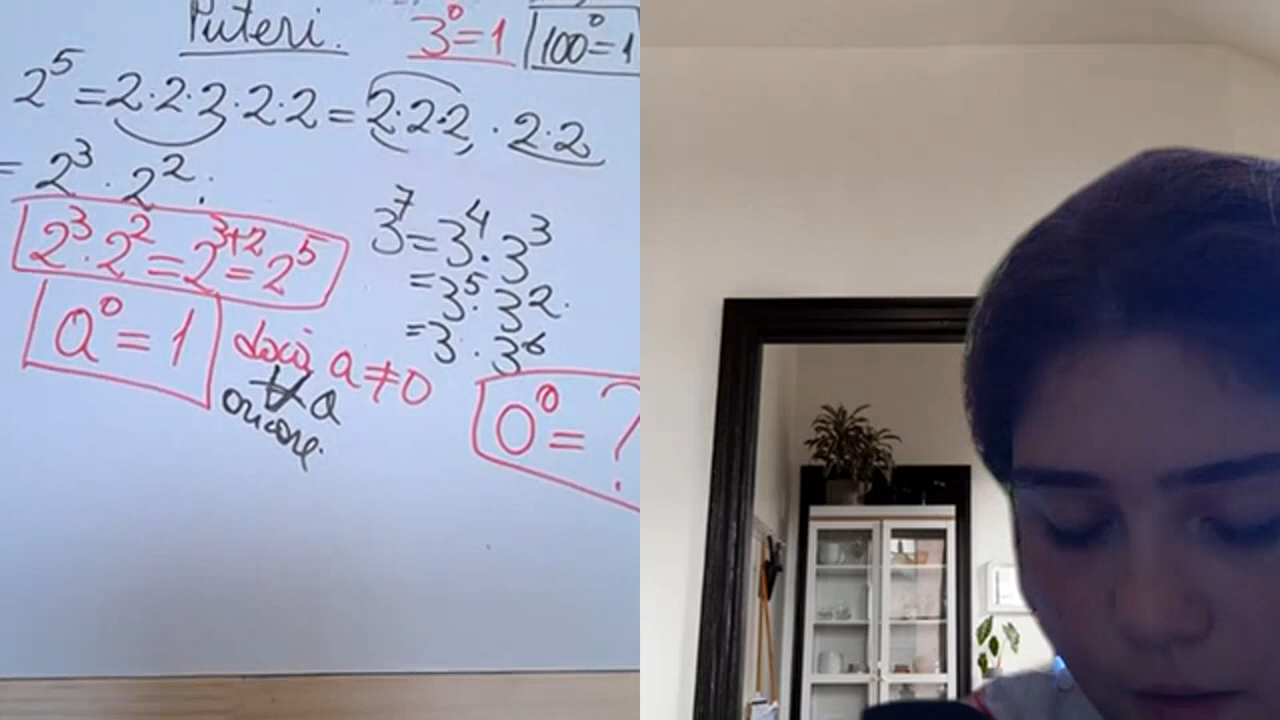 Puteri.
3⁰=1
100⁰=1
2⁵=2·2·2·2·2=2·2·2·2·2
=2³·2²:
2³·2²=2³⁺²=2⁵
3⁷=3⁴·3³
=3⁵·3².
=3·3⁶
a⁰=1 dacă a≠0
∀a
oricare.
0⁰=?